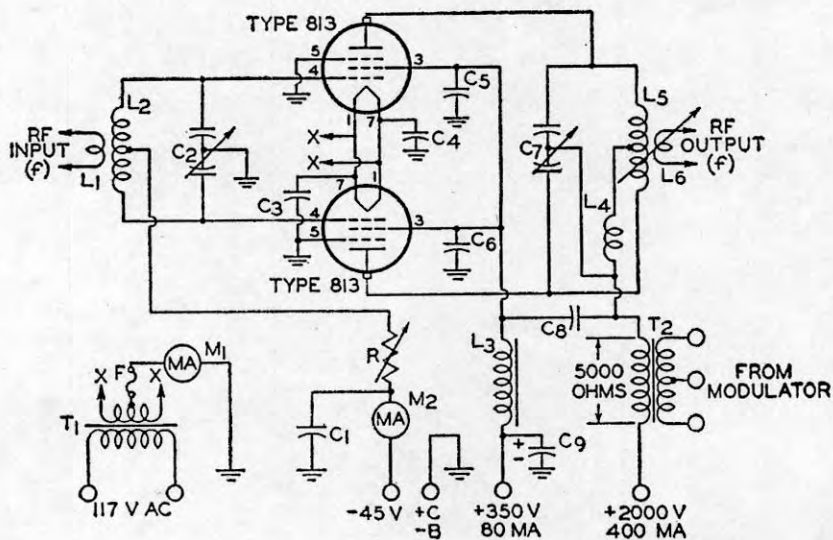 TYPE 813
5
4
3
1
7
X
X
C5
C4
L2
RF
INPUT
(f)
L1
C2
C3
7
1
4
5
3
C6
TYPE 813
L5
C7
RF
OUTPUT
(f)
L6
L4
C8
T2
L3
5000
OHMS
FROM
MODULATOR
R
M2
MA
C1
+
-
C9
X
F
X
MA
M1
T1
117 V AC
-45 V
+C
-B
+350 V
80 MA
+2000 V
400 MA